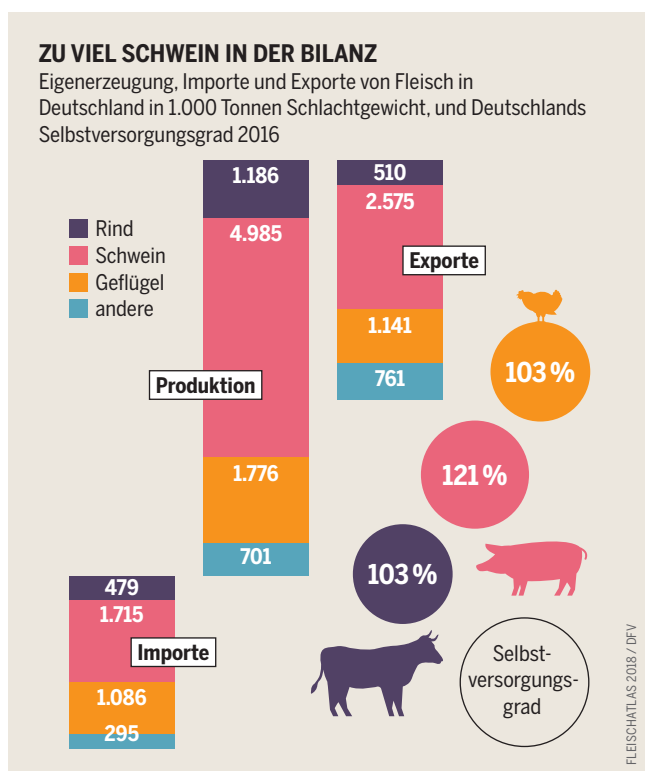 ZU VIEL SCHWEIN IN DER BILANZ
Eigenerzeugung, Importe und Exporte von Fleisch in
Deutschland in 1.000 Tonnen Schlachtgewicht, und Deutschlands
Selbstversorgungsgrad 2016
Rind
Schwein
Geflügel
andere
Produktion
1.186
4.985
1.776
701
Exporte
510
2.575
1.141
761
Importe
479
1.715
1.086
295
103 %
121 %
103 %
Selbst-
versorgungs-
grad
FLEISCHATLAS 2018 / DFV